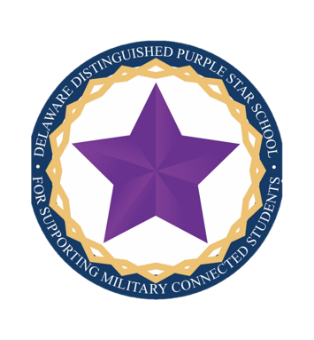 DELAWARE DISTINGUISHED PURPLE STAR SCHOOL
FOR SUPPORTING MILITARY CONNECTED STUDENTS